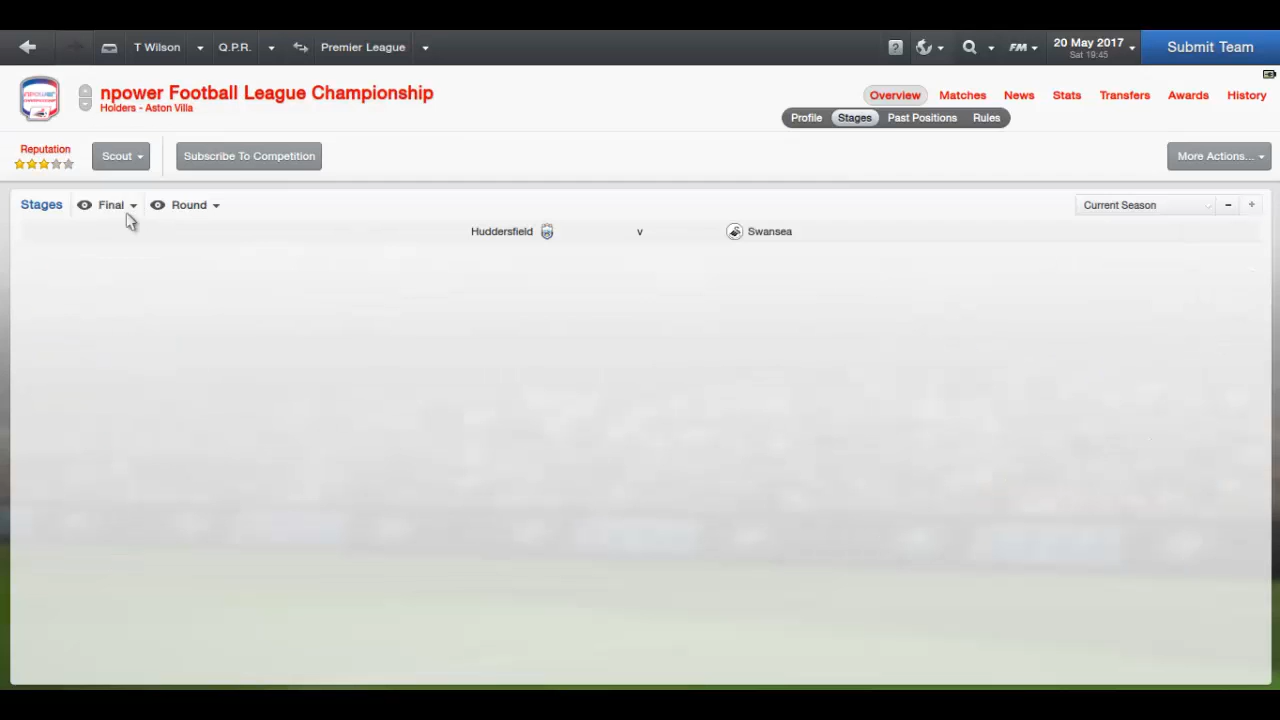 T Wilson Q.P.R. Premier League ? FM 20 May 2017 Submit Team
Sat 19:45
npower Football League Championship
Holders - Aston Villa
Overview Matches News Stats Transfers Awards History
Profile Stages Past Positions Rules
Reputation
Scout Subscribe To Competition More Actions...
Stages Final Round Current Season - +
Huddersfield v Swansea